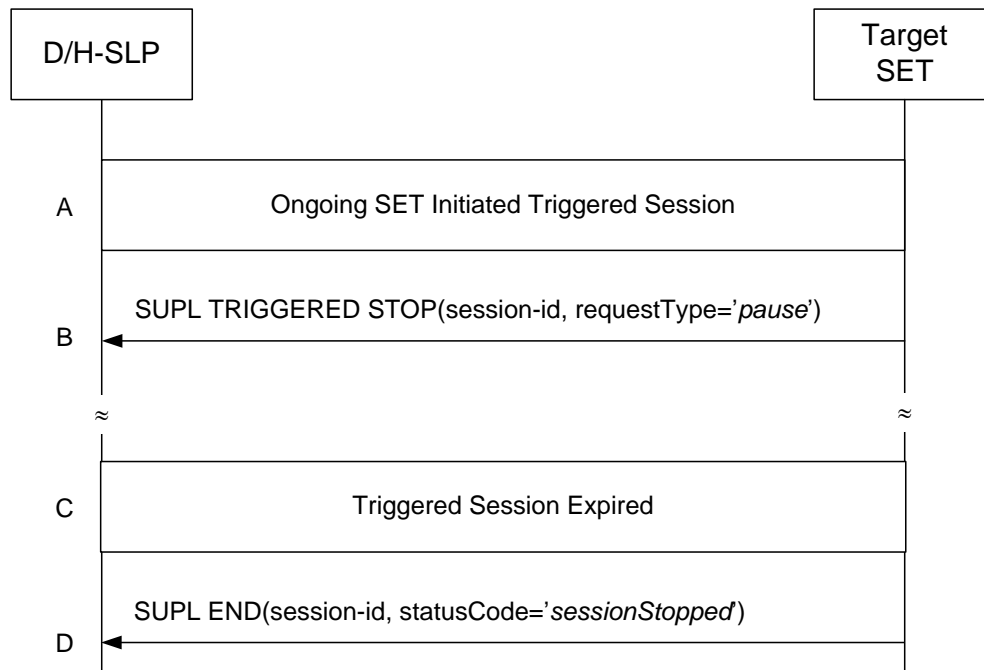 D/H-SLP
Target
SET
A
Ongoing SET Initiated Triggered Session
SUPL TRIGGERED STOP(session-id, requestType=’pause’)
B
≈ ≈
C
Triggered Session Expired
SUPL END(session-id, statusCode=’sessionStopped’)
D